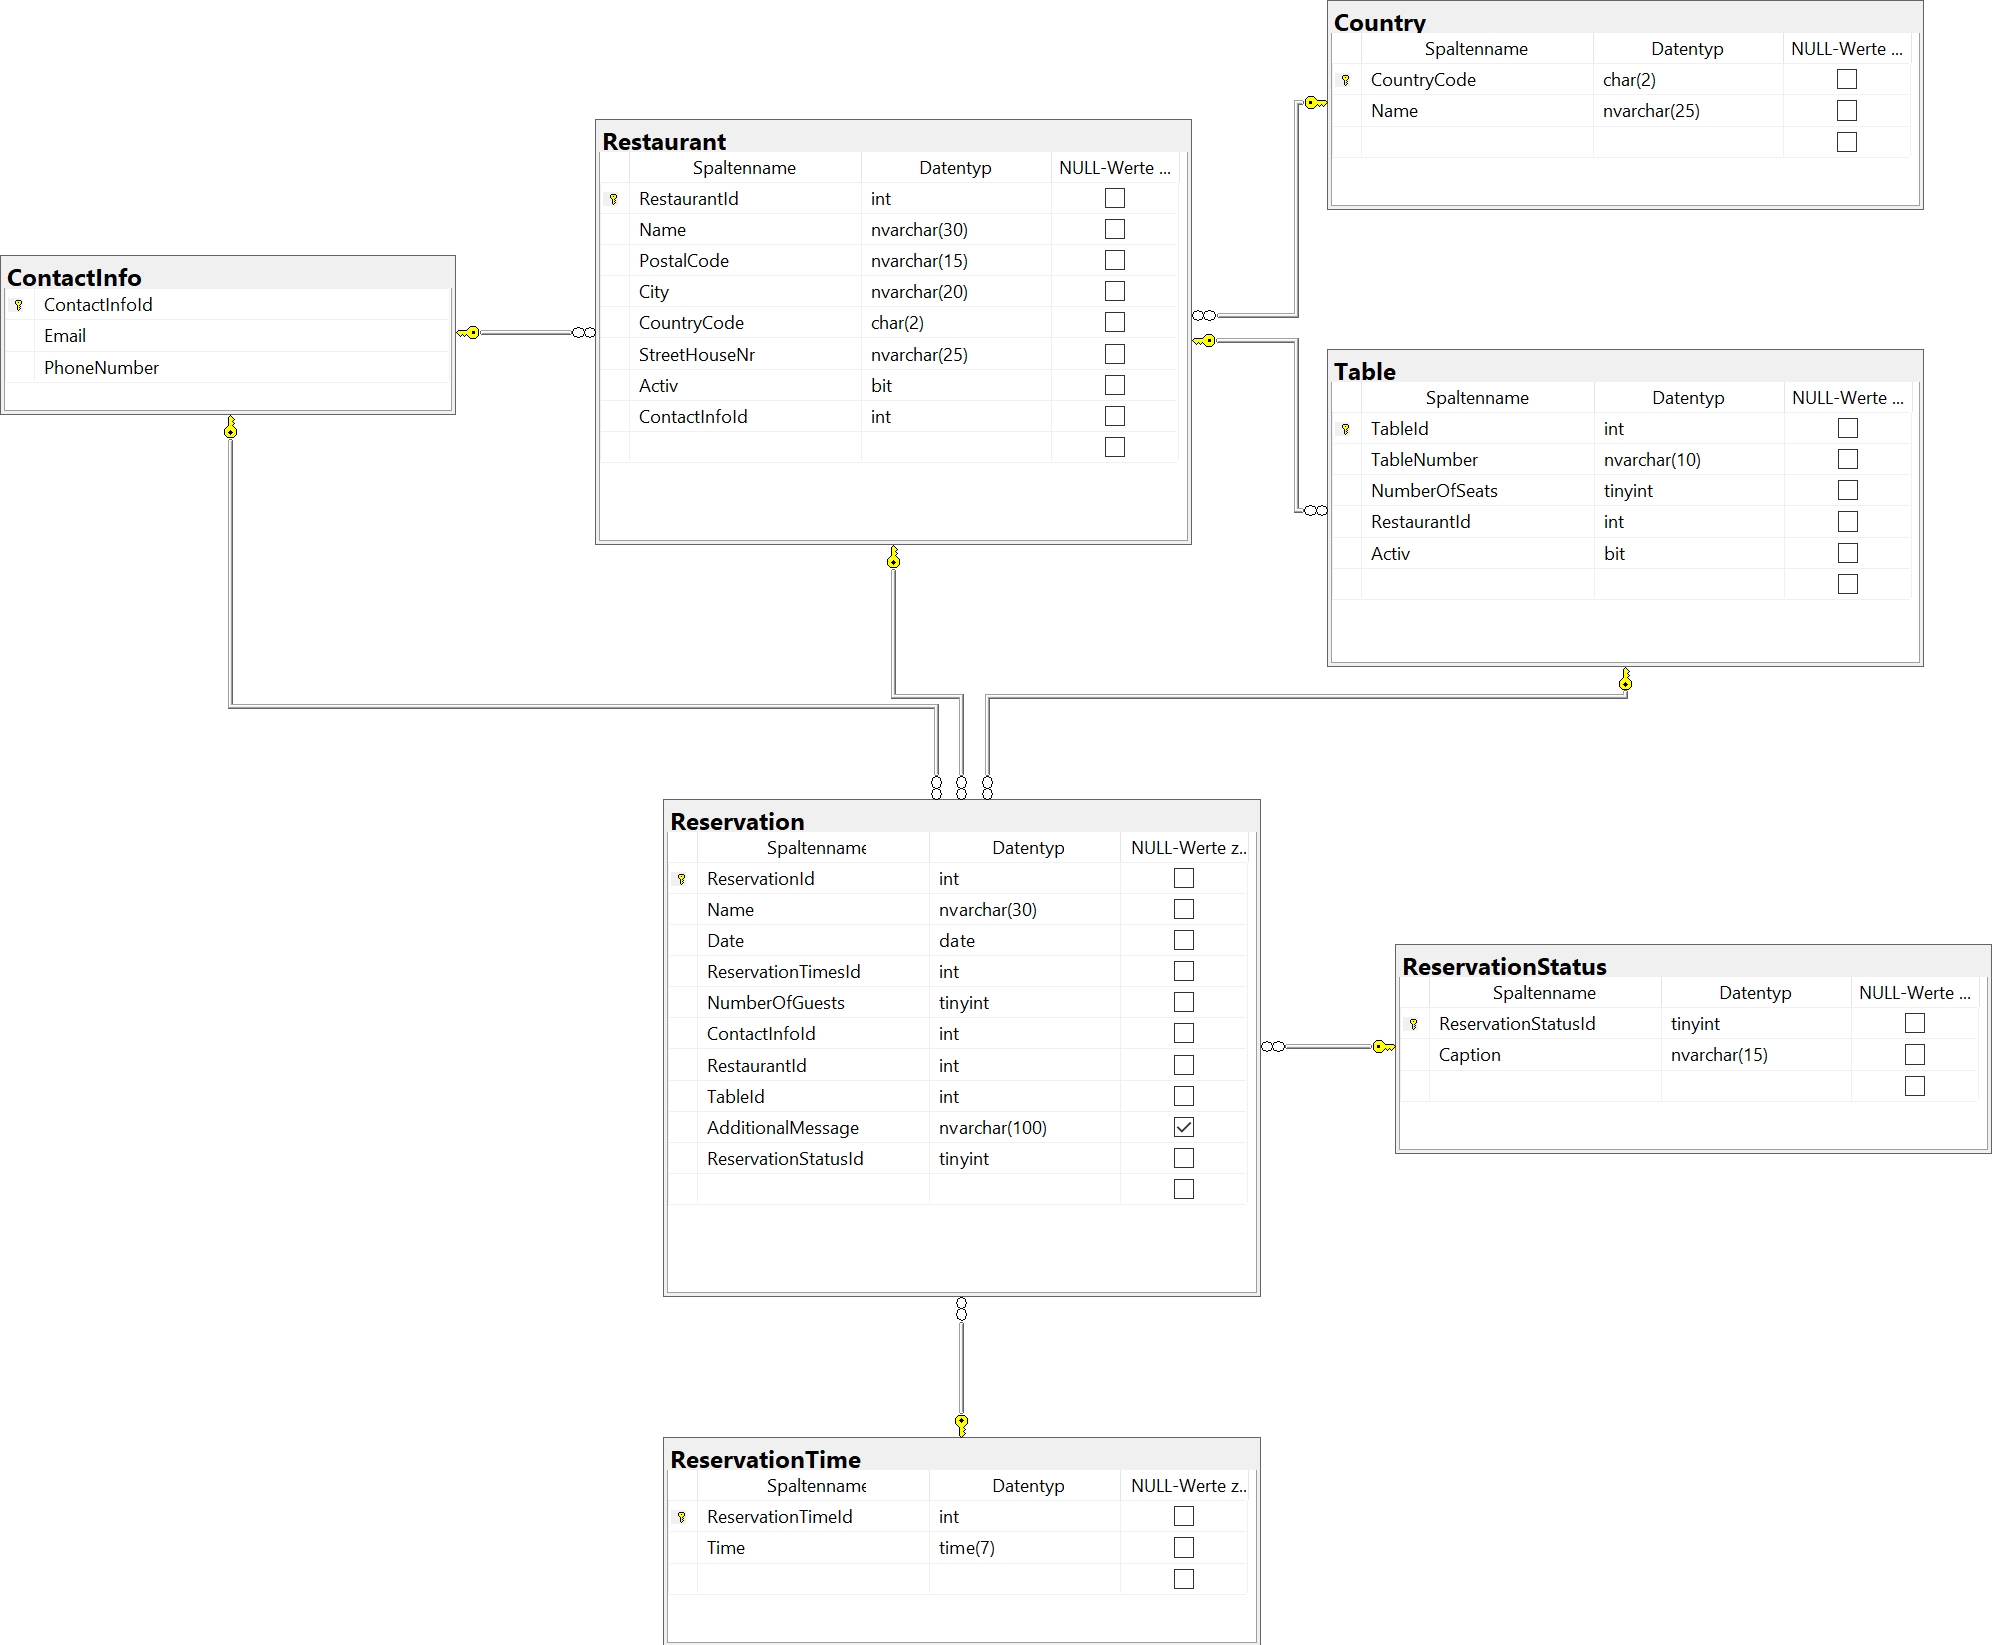 Country
Spaltenname Datentyp NULL-Werte ...
CountryCode char(2)
Name nvarchar(25)
Restaurant
Spaltenname Datentyp NULL-Werte ...
RestaurantId int
Name nvarchar(30)
PostalCode nvarchar(15)
City nvarchar(20)
CountryCode char(2)
StreetHouseNr nvarchar(25)
Activ bit
ContactInfoId int
ContactInfo
ContactInfoId
Email
PhoneNumber
Table
Spaltenname Datentyp NULL-Werte ...
TableId int
TableNumber nvarchar(10)
NumberOfSeats tinyint
RestaurantId int
Activ bit
Reservation
Spaltenname Datentyp NULL-Werte z..
ReservationId int
Name nvarchar(30)
Date date
ReservationTimesId int
NumberOfGuests tinyint
ContactInfoId int
RestaurantId int
TableId int
AdditionalMessage nvarchar(100)
ReservationStatusId tinyint
ReservationStatus
Spaltenname Datentyp NULL-Werte ...
ReservationStatusId tinyint
Caption nvarchar(15)
ReservationTime
Spaltenname Datentyp NULL-Werte z..
ReservationTimeId int
Time time(7)